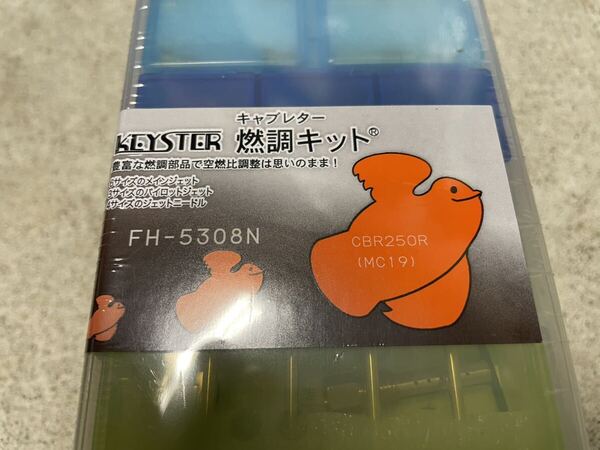 キャブレター
KEYSTER 燃調キット®
豊富な燃調部品で空燃比調整は思いのまま！
サイズのメインジェット
サイズのパイロットジェット
サイズのジェットニードル
FH-5308N
CBR250R
(MC19)